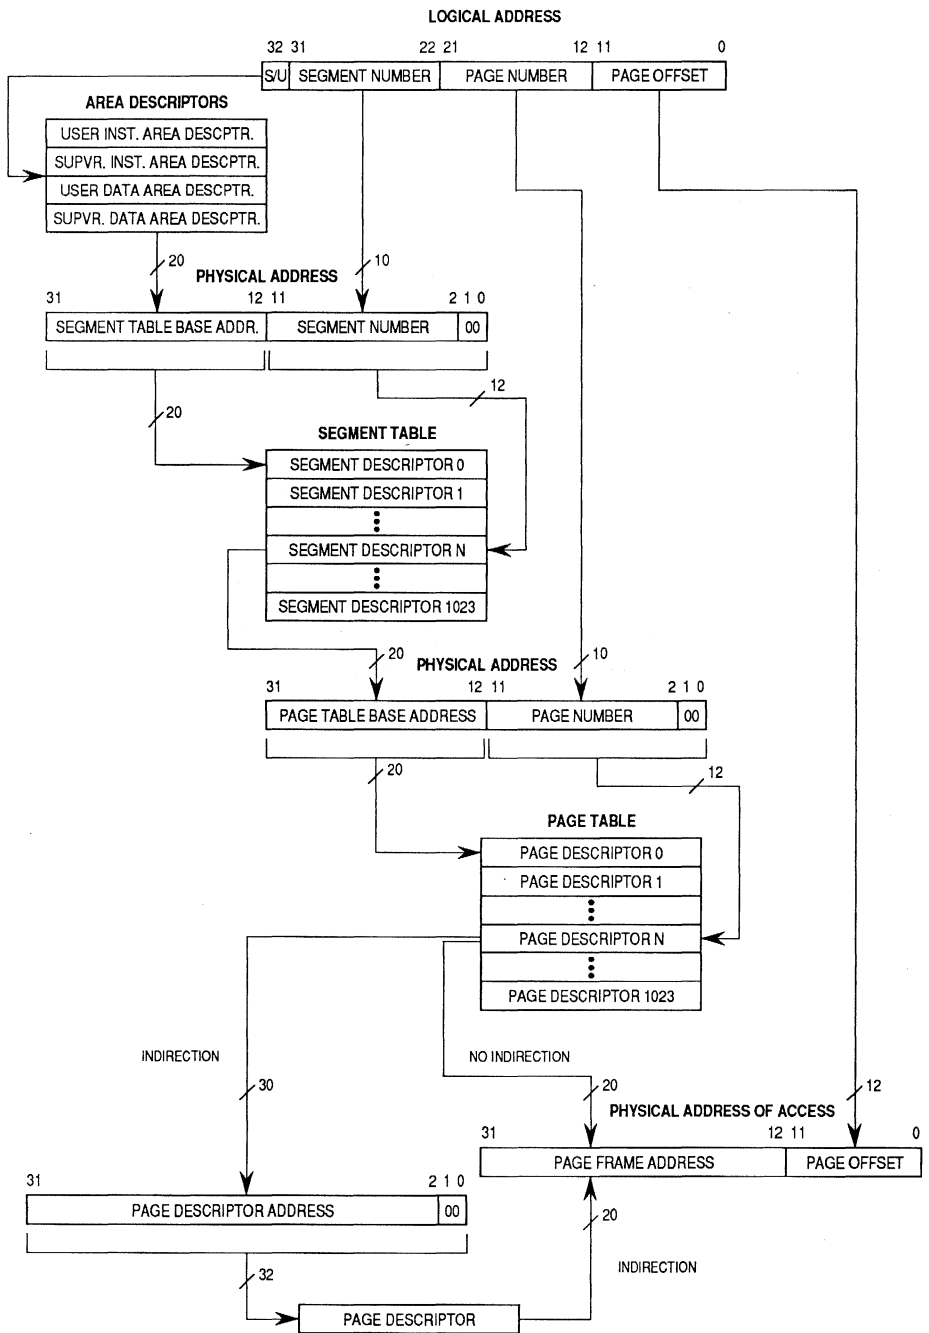 LOGICAL ADDRESS
32 31 22 21 12 11 0
S/U SEGMENT NUMBER PAGE NUMBER PAGE OFFSET
AREA DESCRIPTORS
USER INST. AREA DESCPTR.
SUPVR. INST. AREA DESCPTR.
USER DATA AREA DESCPTR.
SUPVR. DATA AREA DESCPTR.
20 10
PHYSICAL ADDRESS
31 12 11 2 1 0
SEGMENT TABLE BASE ADDR. SEGMENT NUMBER 00
12
20
SEGMENT TABLE
SEGMENT DESCRIPTOR 0
SEGMENT DESCRIPTOR 1
SEGMENT DESCRIPTOR N
SEGMENT DESCRIPTOR 1023
20 10
PHYSICAL ADDRESS
31 12 11 2 1 0
PAGE TABLE BASE ADDRESS PAGE NUMBER 00
20 12
PAGE TABLE
PAGE DESCRIPTOR 0
PAGE DESCRIPTOR 1
PAGE DESCRIPTOR N
PAGE DESCRIPTOR 1023
INDIRECTION NO INDIRECTION
30 20 12
PHYSICAL ADDRESS OF ACCESS
31 12 11 0
PAGE FRAME ADDRESS PAGE OFFSET
31 2 1 0
PAGE DESCRIPTOR ADDRESS 00
20
32 INDIRECTION
PAGE DESCRIPTOR